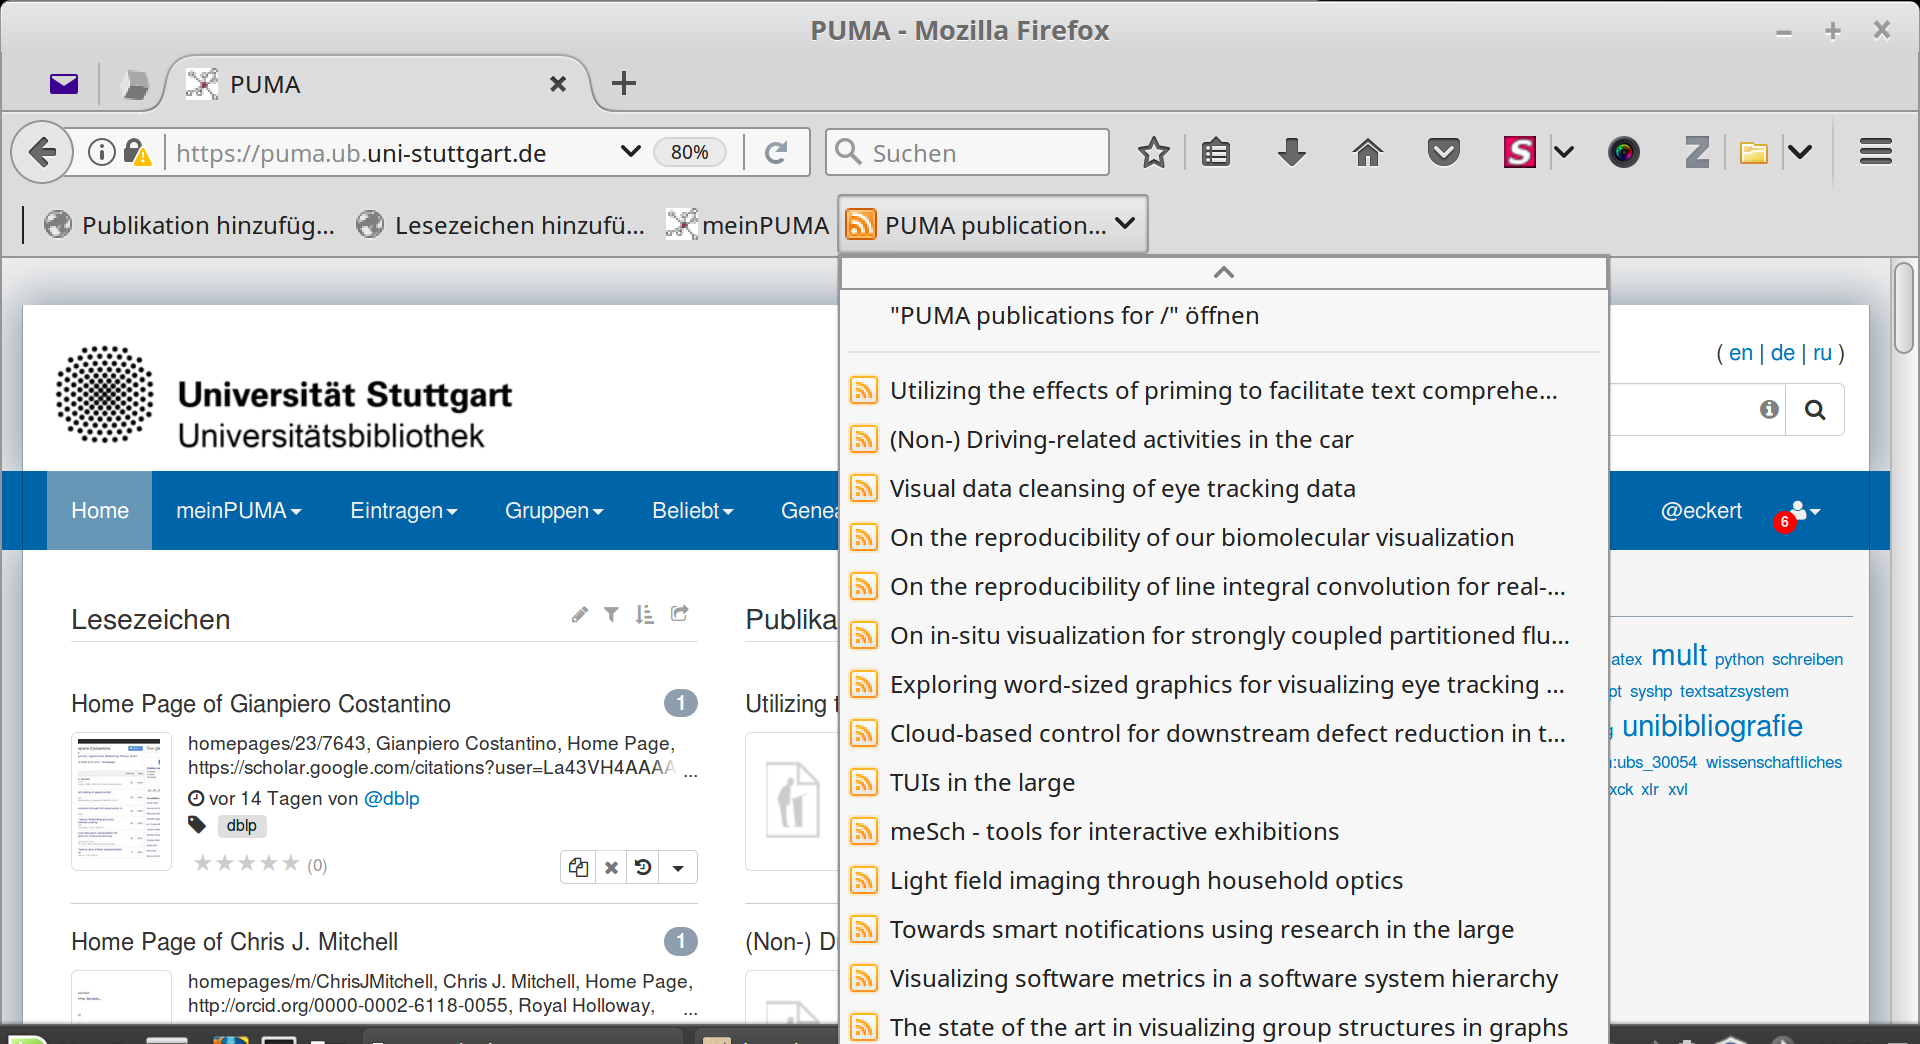 PUMA - Mozilla Firefox
PUMA
https://puma.ub.uni-stuttgart.de
80%
Suchen
Publikation hinzufüg...
Lesezeichen hinzufü...
meinPUMA
PUMA publication...
"PUMA publications for /" öffnen
Utilizing the effects of priming to facilitate text comprehe...
(Non-) Driving-related activities in the car
Visual data cleansing of eye tracking data
On the reproducibility of our biomolecular visualization
On the reproducibility of line integral convolution for real-...
On in-situ visualization for strongly coupled partitioned flu...
Exploring word-sized graphics for visualizing eye tracking ...
Cloud-based control for downstream defect reduction in t...
TUIs in the large
meSch - tools for interactive exhibitions
Light field imaging through household optics
Towards smart notifications using research in the large
Visualizing software metrics in a software system hierarchy
The state of the art in visualizing group structures in graphs
Universität Stuttgart
Universitätsbibliothek
( en | de | ru )
Home
meinPUMA
Eintragen
Gruppen
Beliebt
Genea
@eckert
6
Lesezeichen
Home Page of Gianpiero Costantino
1
homepages/23/7643, Gianpiero Costantino, Home Page,
https://scholar.google.com/citations?user=La43VH4AAAA ...
vor 14 Tagen von @dblp
dblp
(0)
Home Page of Chris J. Mitchell
1
homepages/m/ChrisJMitchell, Chris J. Mitchell, Home Page,
http://orcid.org/0000-0002-6118-0055, Royal Holloway, ...
Publika
Utilizing t
(Non-) D
atex mult python schreiben
pt syshp textsatzsystem
unibibliografie
:ubs_30054 wissenschaftliches
xck xlr xvl